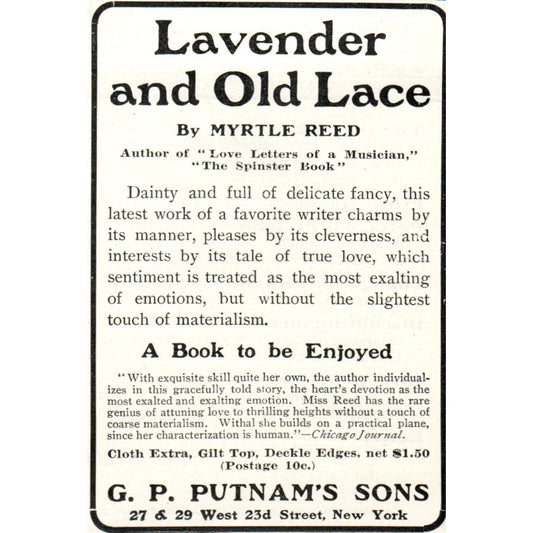 Lavender
and Old Lace
By MYRTLE REED
Author of "Love Letters of a Musician,"
"The Spinster Book"
Dainty and full of delicate fancy, this
latest work of a favorite writer charms by
its manner, pleases by its cleverness, and
interests by its tale of true love, which
sentiment is treated as the most exalting
of emotions, but without the slightest
touch of materialism.
A Book to be Enjoyed
"With exquisite skill quite her own, the author individual-
izes in this gracefully told story, the heart's devotion as the
most exalted and exalting emotion. Miss Reed has the rare
genius of attuning love to thrilling heights without a touch of
coarse materialism. Withal she builds on a practical plane,
since her characterization is human."—Chicago Journal.
Cloth Extra, Gilt Top, Deckle Edges, net $1.50
(Postage 10c.)
G. P. PUTNAM'S SONS
27 & 29 West 23d Street, New York